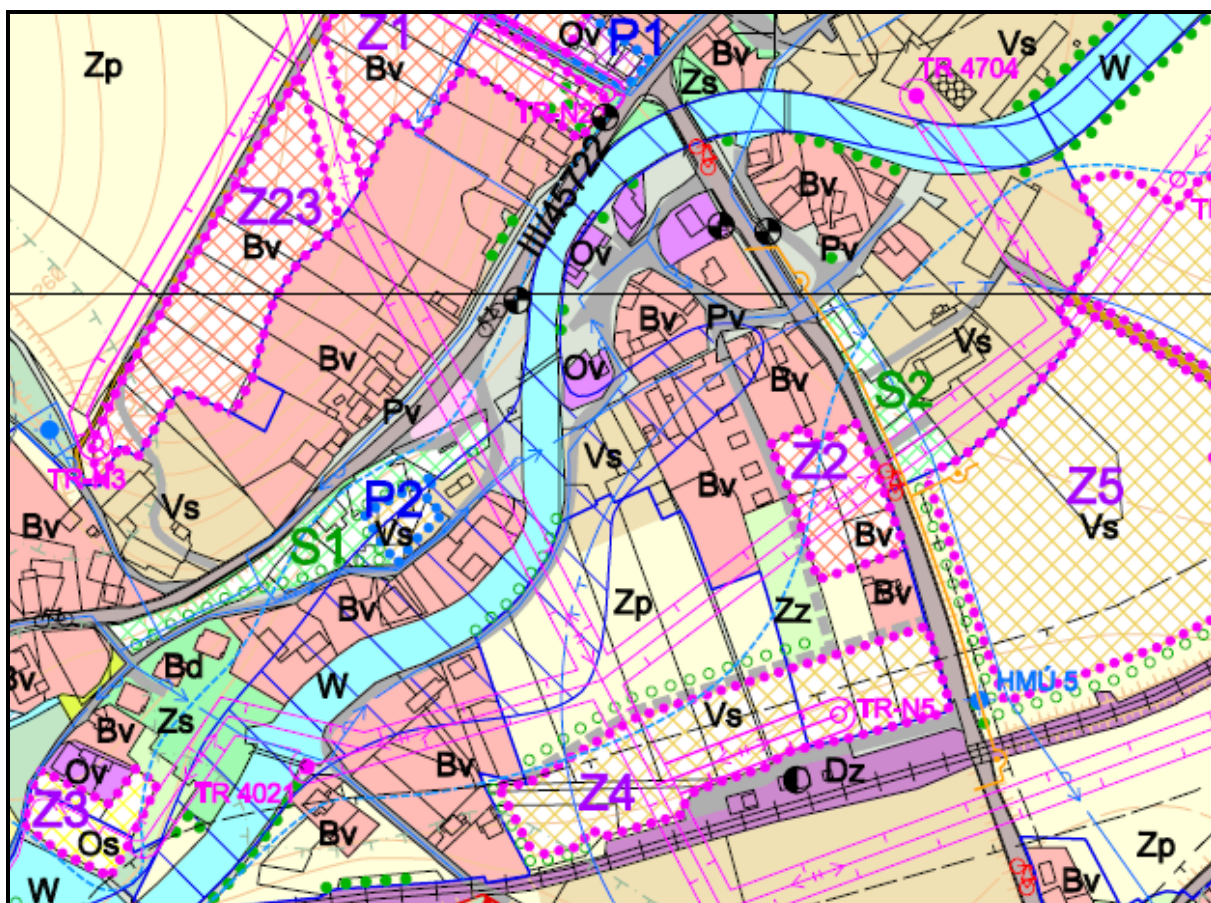 Z1
Ov
P1
Bv
Vs
Zp
Bv
W
Zs
TR 4704
TR-N2
III/45722
Bv
Z23
Bv
Pv
Ov
Bv
Pv
Vs
Bv
Ov
Bv
S2
Pv
Z2
Vs
Bv
Z5
TR-N3
Vs
P2
Vs
Vs
Bv
S1
Bv
Bv
Zp
Zz
Bv
Bd
W
Bv
HMÚ 5
Zs
Vs
TR-N5
Bv
Bv
Ov
Dz
TR 4021
Z4
Z3
Os
Bv
Zp
W
Bv
260